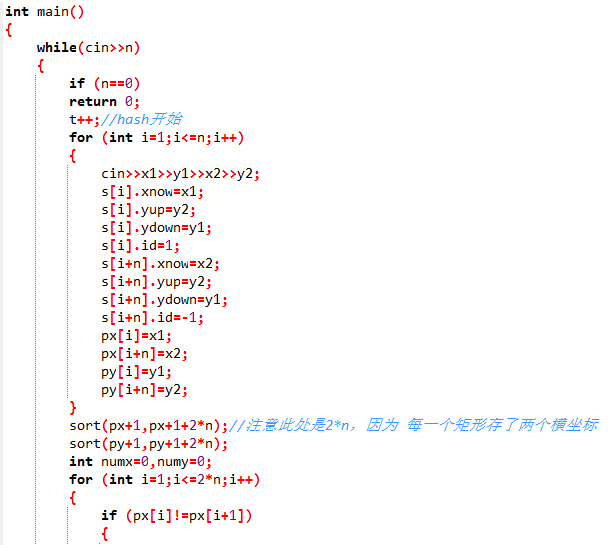 int main()
{
while(cin>>n)
{
if (n==0)
return 0;
t++;//hash开始
for (int i=1;i<=n;i++)
{
cin>>x1>>y1>>x2>>y2;
s[i].xnow=x1;
s[i].yup=y2;
s[i].ydown=y1;
s[i].id=1;
s[i+n].xnow=x2;
s[i+n].yup=y2;
s[i+n].ydown=y1;
s[i+n].id=-1;
px[i]=x1;
px[i+n]=x2;
py[i]=y1;
py[i+n]=y2;
}
sort(px+1,px+1+2*n);//注意此处是2*n，因为 每一个矩形存了两个横坐标
sort(py+1,py+1+2*n);
int numx=0,numy=0;
for (int i=1;i<=2*n;i++)
{
if (px[i]!=px[i+1])
{